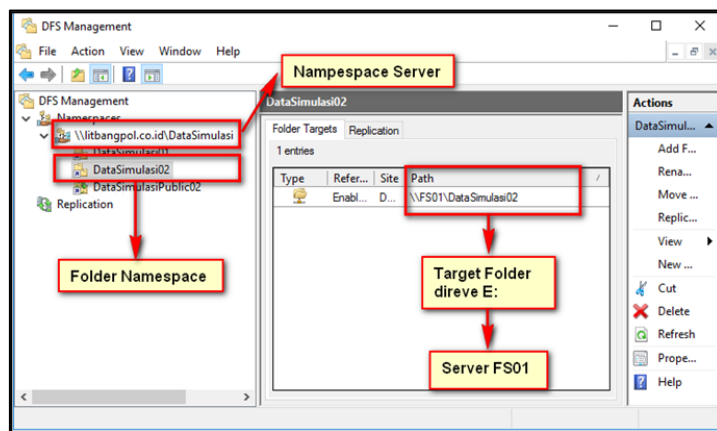 DFS Management
File Action View Window Help
Nampespace Server
DFS Management
Namespaces
\\litbangpol.co.id\DataSimulasi
DataSimulasi01
DataSimulasi02
DataSimulasiPublic02
Replication
Folder Namespace
DataSimulasi02
Folder Targets Replication
1 entries
Type Refer... Site Path
Enabl... D... \\FS01\DataSimulasi02
Target Folder
direve E:
Server FS01
Actions
DataSimul...
Add F...
Rena...
Move ...
Replic...
View
New ...
Cut
Delete
Refresh
Prope...
Help